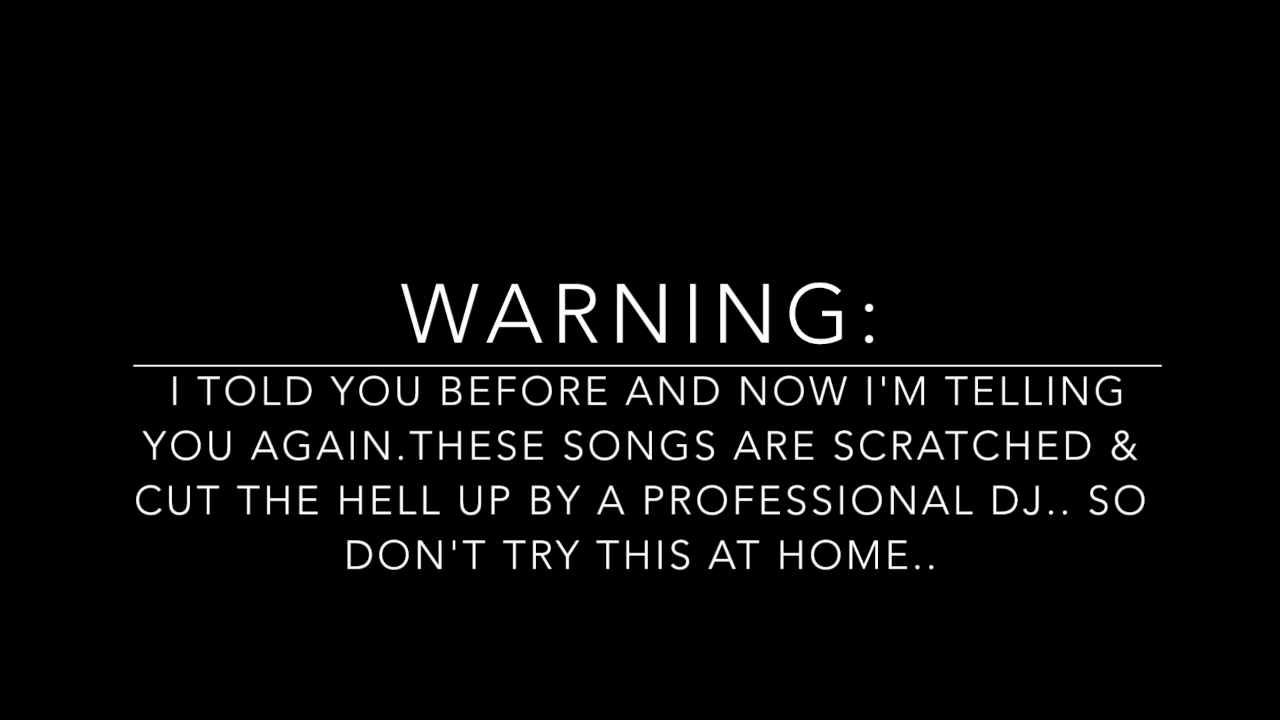 WARNING:
I TOLD YOU BEFORE AND NOW I'M TELLING
YOU AGAIN.THESE SONGS ARE SCRATCHED &
CUT THE HELL UP BY A PROFESSIONAL DJ.. SO
DON'T TRY THIS AT HOME..